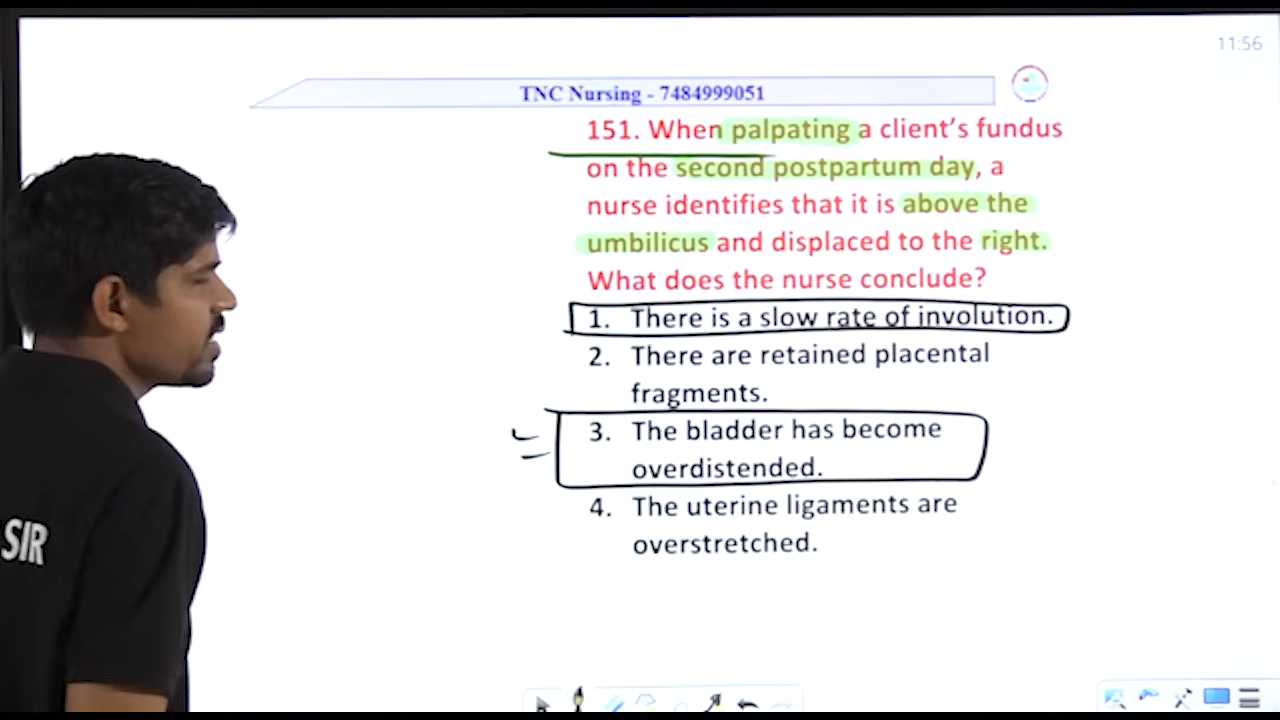 11:56
TNC Nursing - 7484999051
151. When palpating a client’s fundus
on the second postpartum day, a
nurse identifies that it is above the
umbilicus and displaced to the right.
What does the nurse conclude?
1. There is a slow rate of involution.
2. There are retained placental
fragments.
3. The bladder has become
overdistended.
4. The uterine ligaments are
overstretched.
SIR